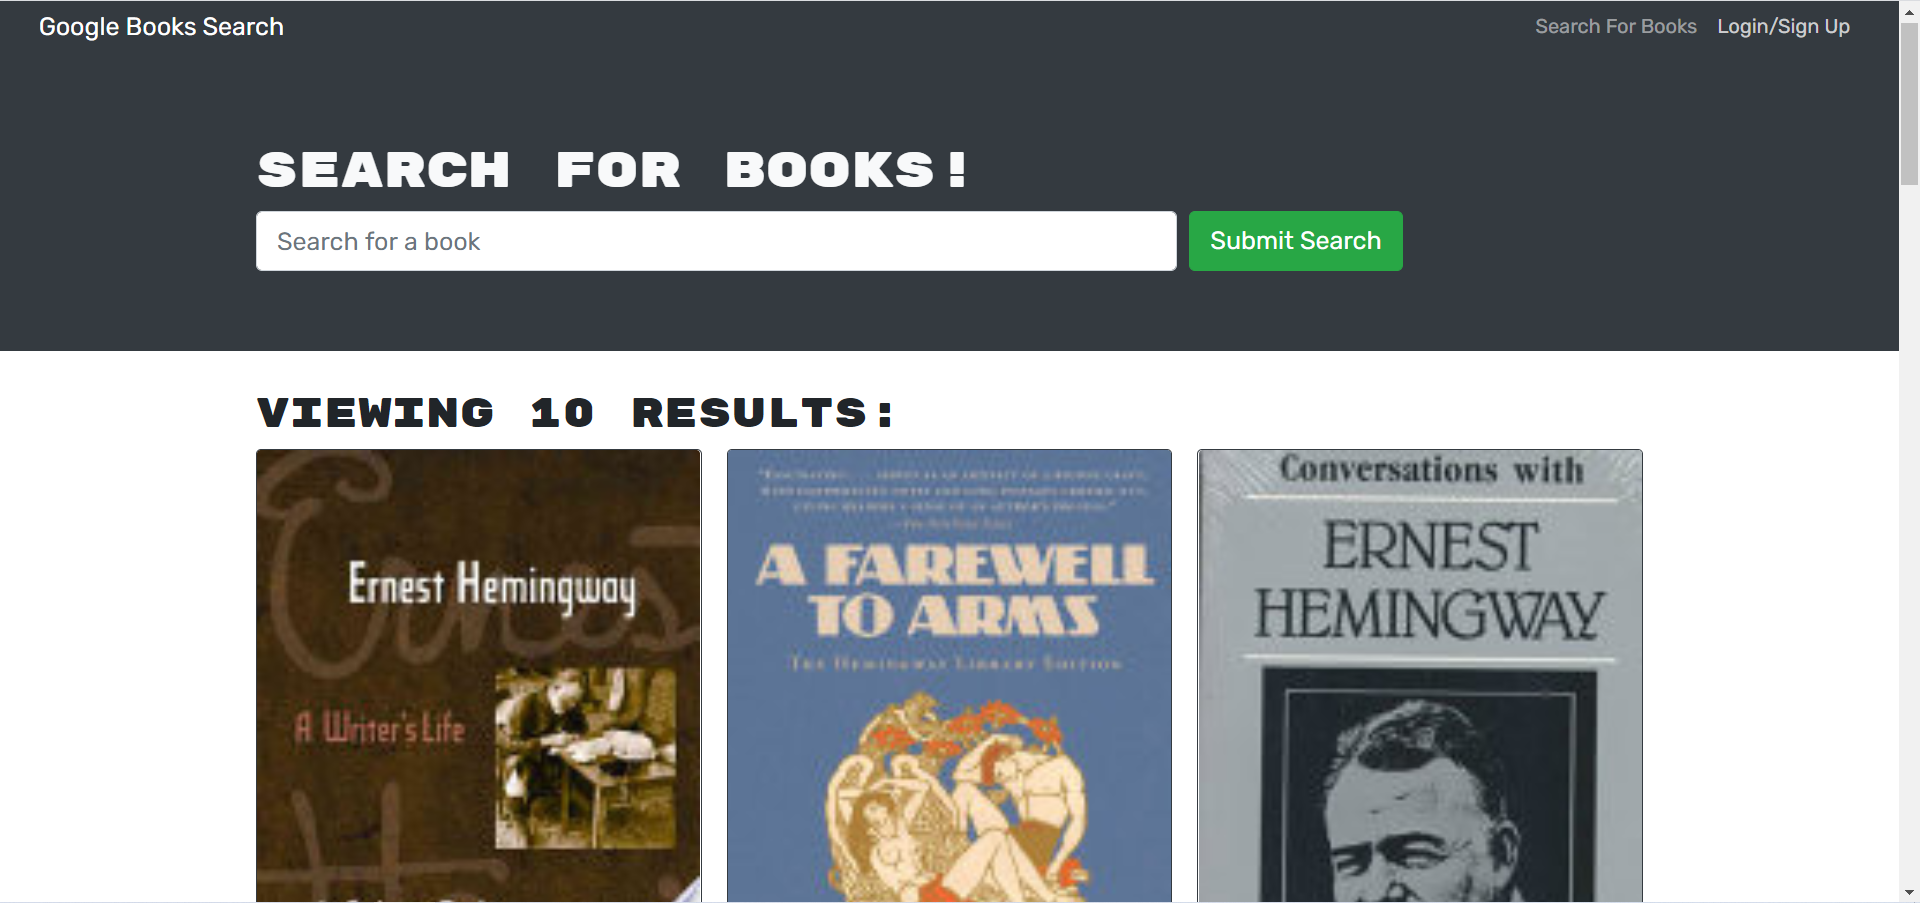 Google Books Search
Search For Books
Login/Sign Up
SEARCH FOR BOOKS!
Search for a book
Submit Search
VIEWING 10 RESULTS:
Ernest Hemingway
A Writer's Life
A FAREWELL
TO ARMS
THE HEMINGWAY LIBRARY EDITION
Conversations with
ERNEST
HEMINGWAY